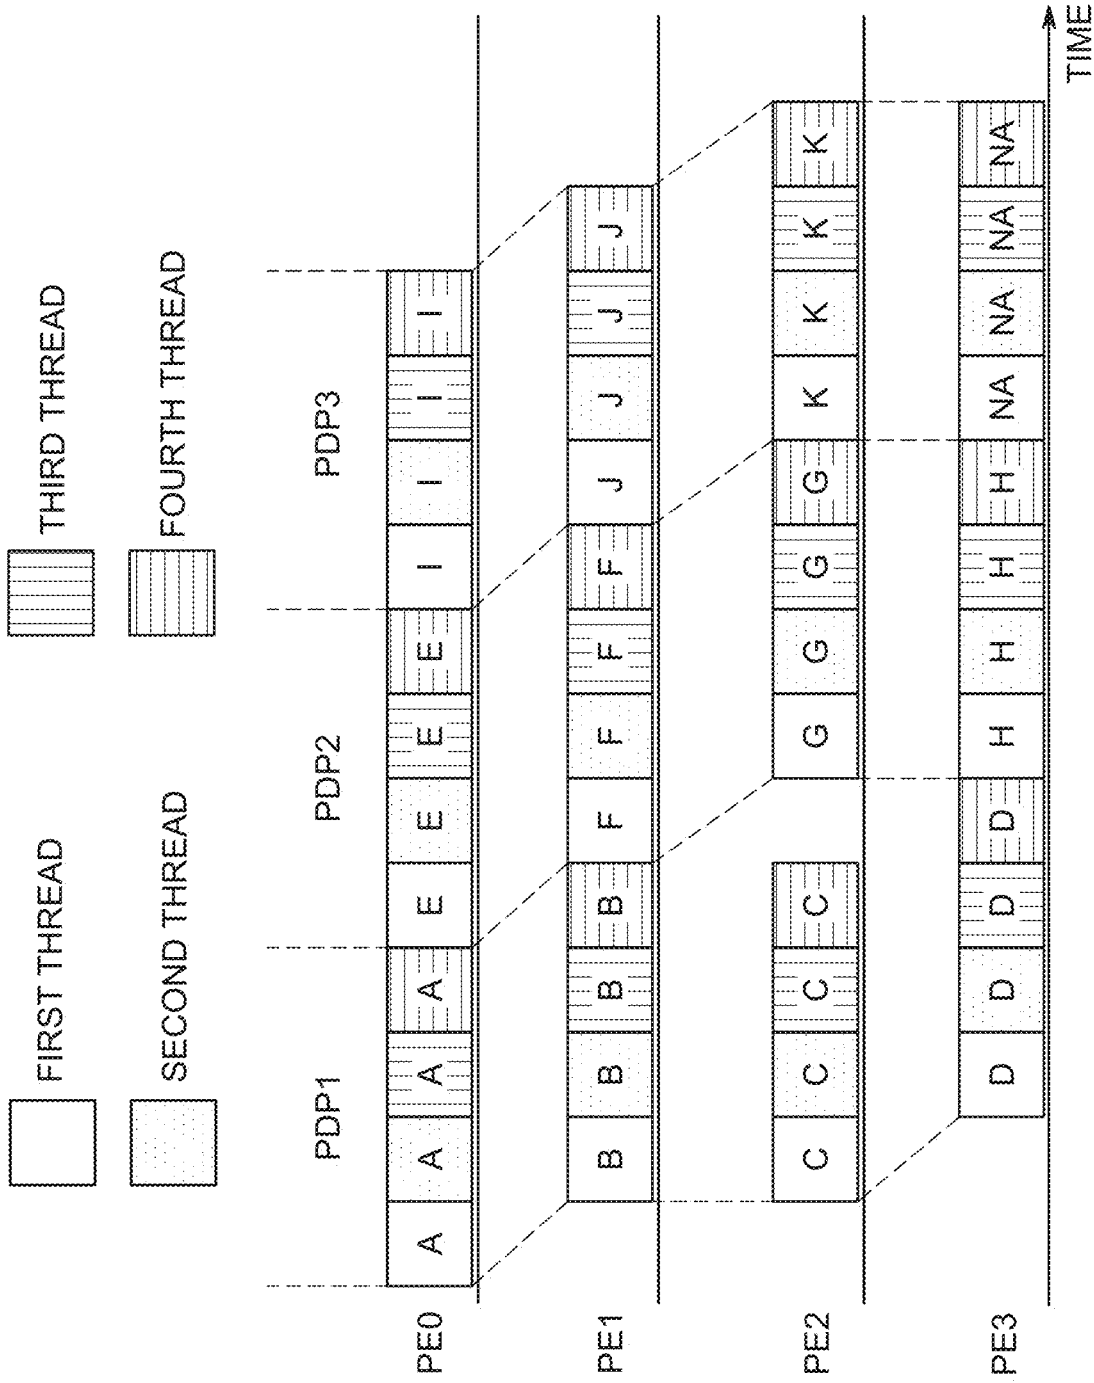 FIRST THREAD THIRD THREAD
SECOND THREAD FOURTH THREAD
PDP1 PDP2 PDP3
PE0 A A A A E E E E I I I I
PE1 B B B B F F F F J J J J
PE2 C C C C G G G G K K K K
PE3 D D D D H H H H NA NA NA NA
TIME